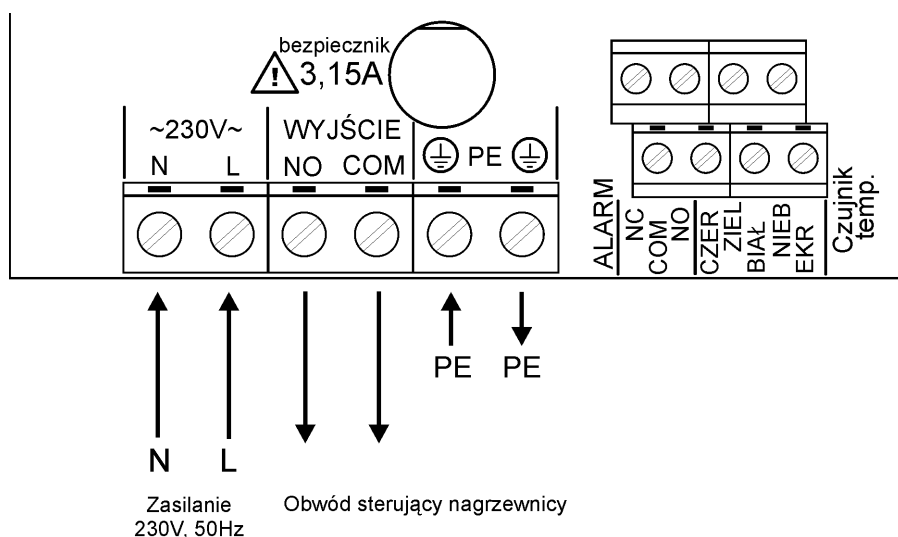 bezpiecznik
! 3,15A
~230V~ WYJŚCIE
N L NO COM PE
ALARM
NC
COM
NO
CZER
ZIEL
BIAŁ
NIEB
EKR
Czujnik
temp.
PE PE
N L
Zasilanie
230V, 50Hz
Obwód sterujący nagrzewnicy